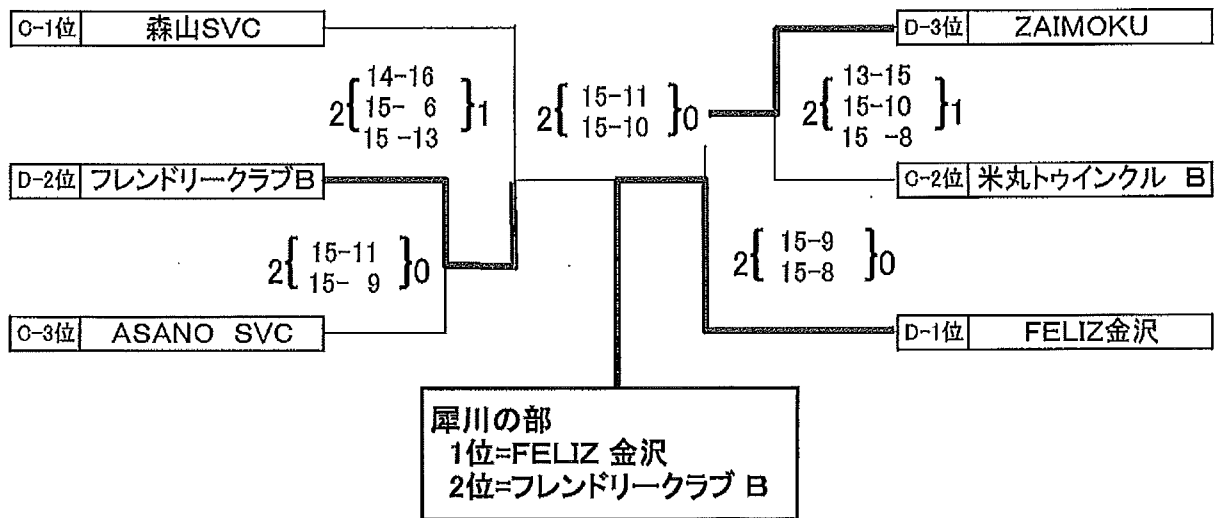 C-1位 森山SVC
D-3位 ZAIMOKU
2{ 14-16 }1
15- 6
15 -13
2{ 15-11 }0
15-10
2{ 13-15 }1
15-10
15 -8
D-2位 フレンドリークラブB
C-2位 米丸トゥインクル B
2{ 15-11 }0
15- 9
2{ 15-9 }0
15-8
C-3位 ASANO SVC
D-1位 FELIZ金沢
犀川の部
1位=FELIZ 金沢
2位=フレンドリークラブ B